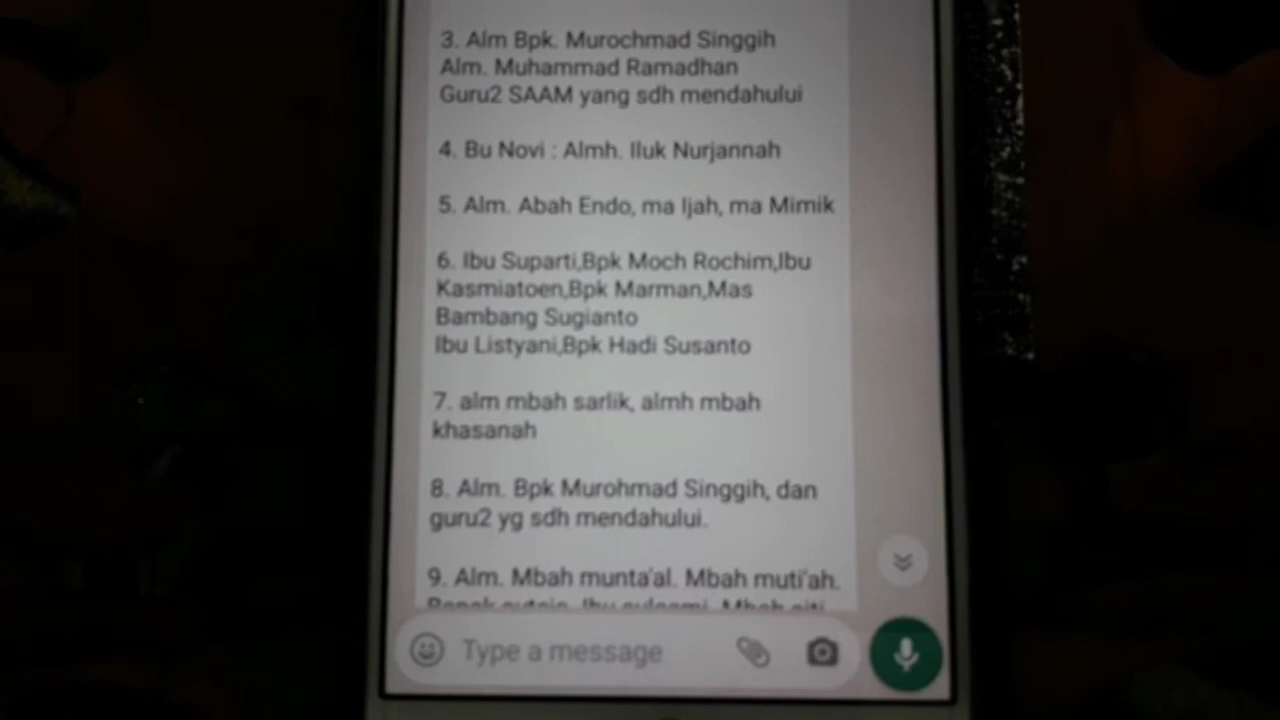 3. Alm Bpk. Murochmad Singgih
Alm. Muhammad Ramadhan
Guru2 SAAM yang sdh mendahului
4. Bu Novi : Almh. Iluk Nurjannah
5. Alm. Abah Endo, ma Ijah, ma Mimik
6. Ibu Suparti,Bpk Moch Rochim,Ibu
Kasmiatoen,Bpk Marman,Mas
Bambang Sugianto
Ibu Listyani,Bpk Hadi Susanto
7. alm mbah sarlik, almh mbah
khasanah
8. Alm. Bpk Murohmad Singgih, dan
guru2 yg sdh mendahului.
9. Alm. Mbah munta'al. Mbah muti'ah.
Type a message